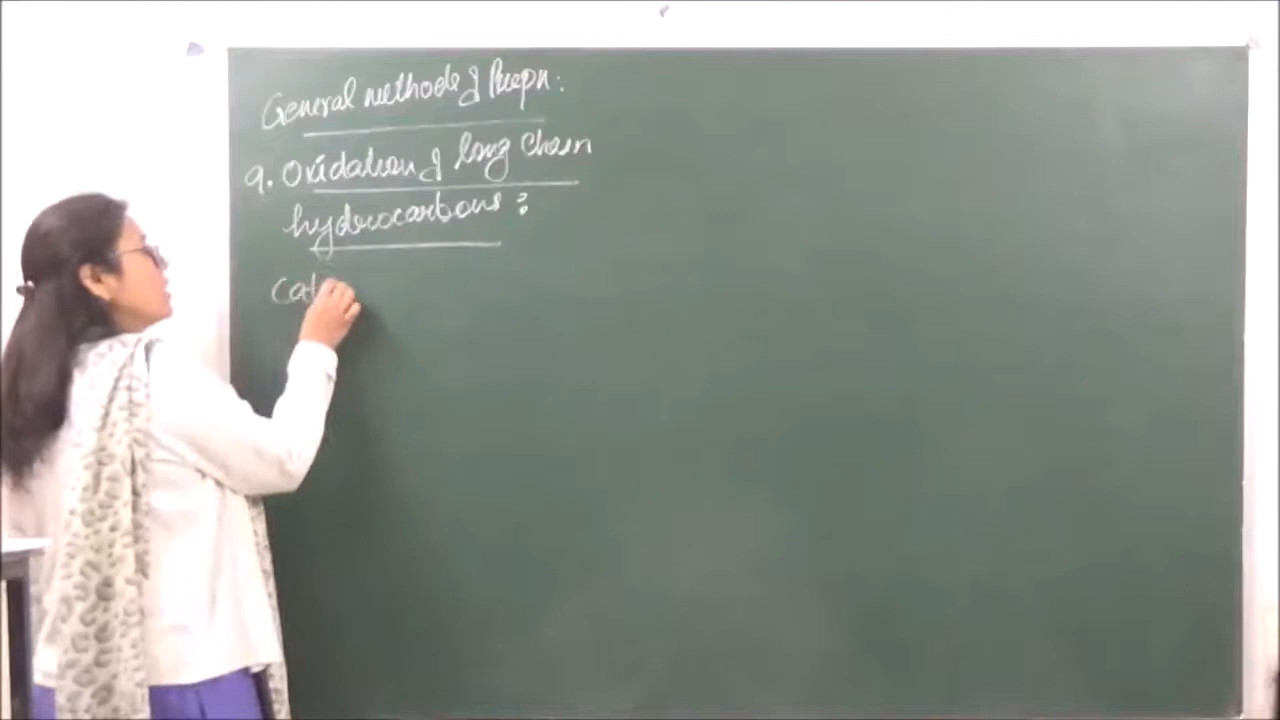 General methods of Prepn:
9. Oxidation of long Chain
hydrocarbons:
Cat